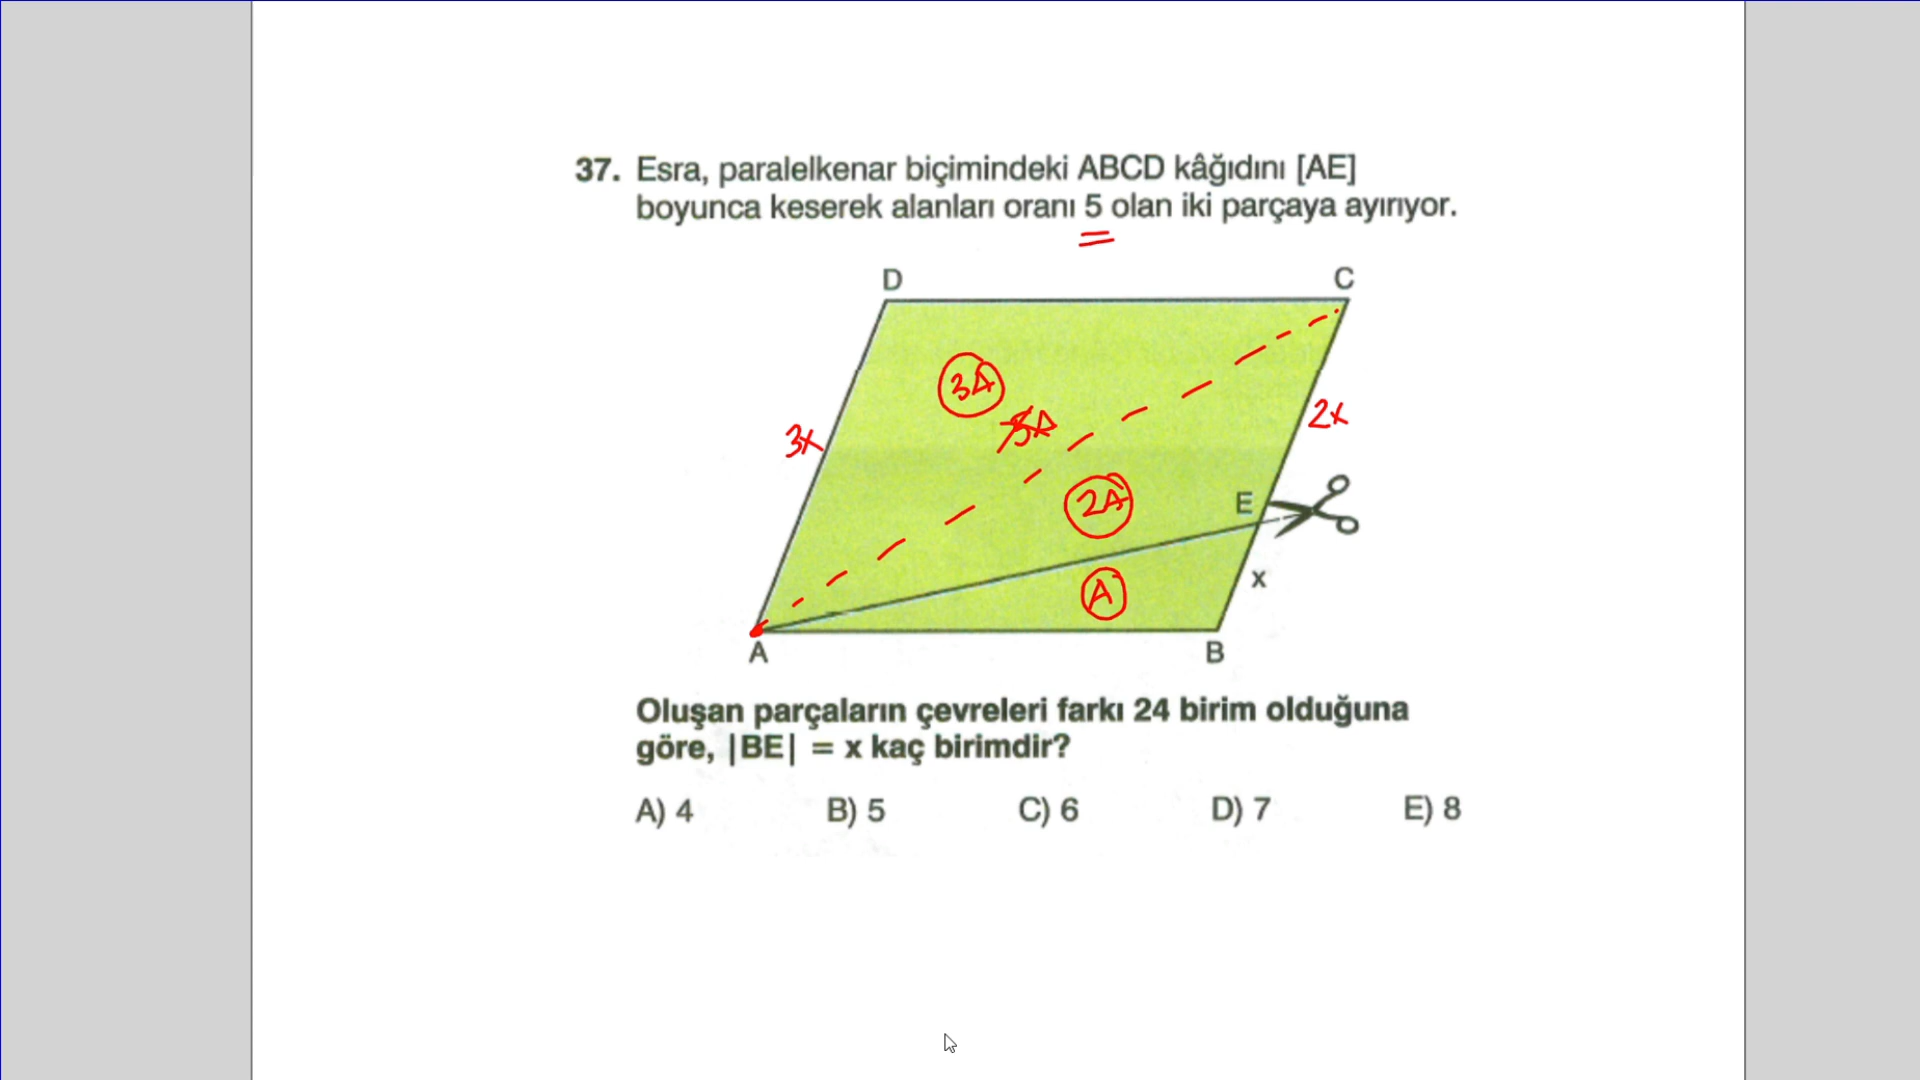 37. Esra, paralelkenar biçimindeki ABCD kâğıdını [AE]
boyunca keserek alanları oranı 5 olan iki parçaya ayırıyor.
D
C
3A
5A
3x
2x
2A
E
A
x
A
B
Oluşan parçaların çevreleri farkı 24 birim olduğuna
göre, |BE| = x kaç birimdir?
A) 4 B) 5 C) 6 D) 7 E) 8